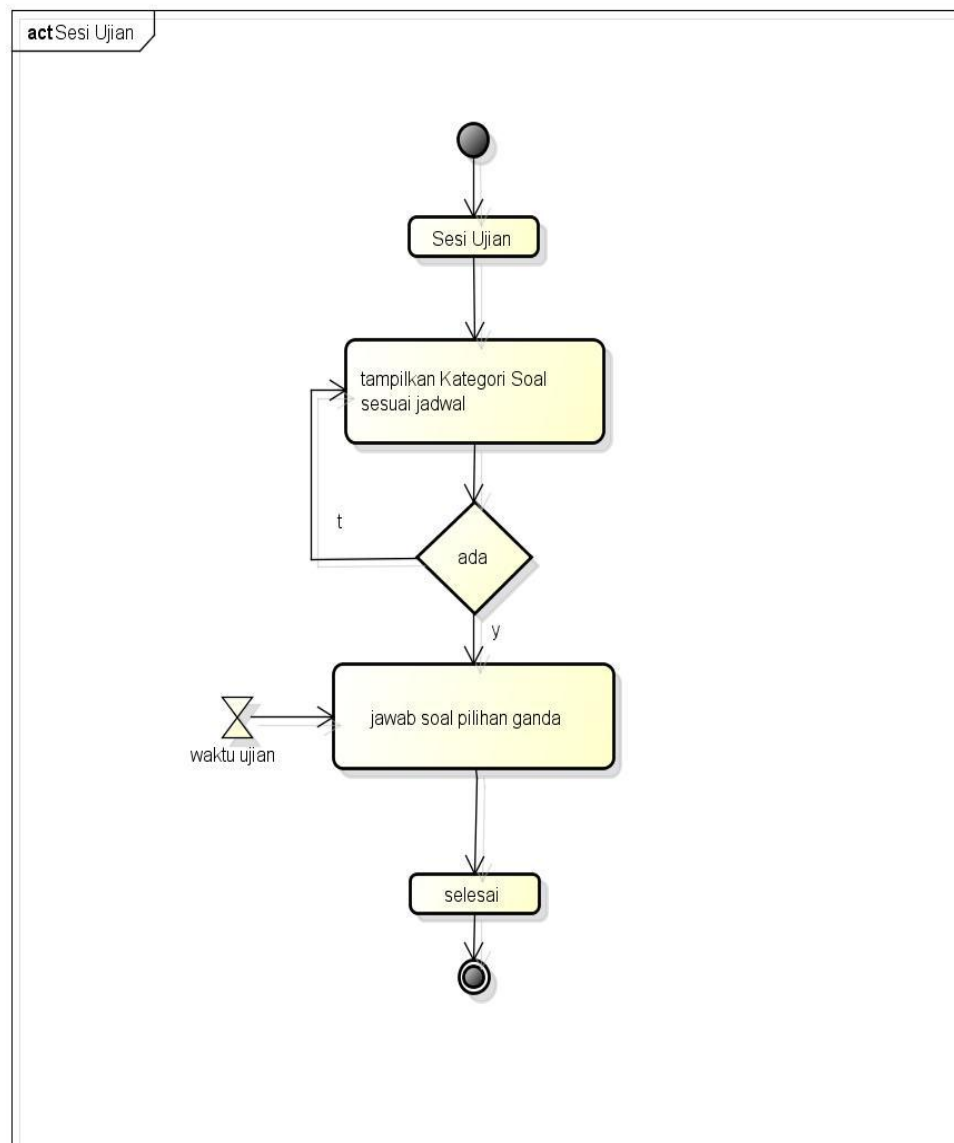 act Sesi Ujian
Sesi Ujian
tampilkan Kategori Soal
sesuai jadwal
t
ada
y
jawab soal pilihan ganda
waktu ujian
selesai